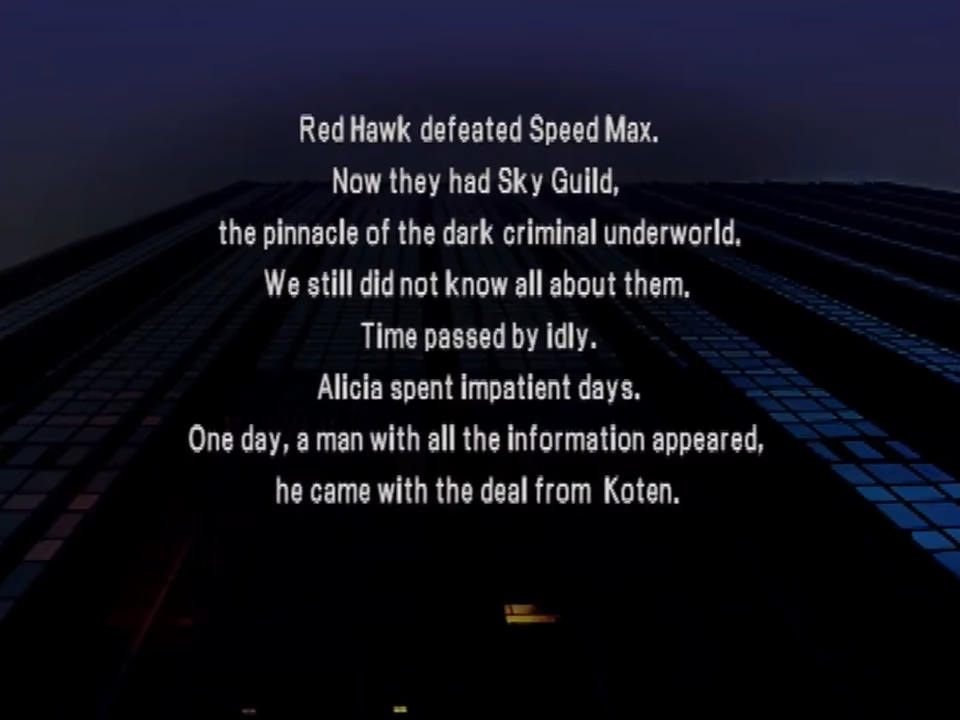 Red Hawk defeated Speed Max.
Now they had Sky Guild,
the pinnacle of the dark criminal underworld.
We still did not know all about them.
Time passed by idly.
Alicia spent impatient days.
One day, a man with all the information appeared,
he came with the deal from Koten.